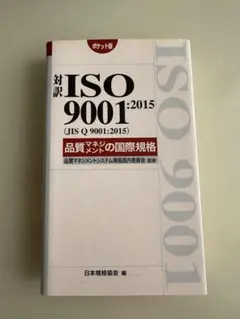 ポケット版
対訳 ISO
9001:2015
(JIS Q 9001:2015)
品質マネジメントの国際規格
品質マネジメントシステム規格国内委員会 監修
日本規格協会 編
ISO 9001